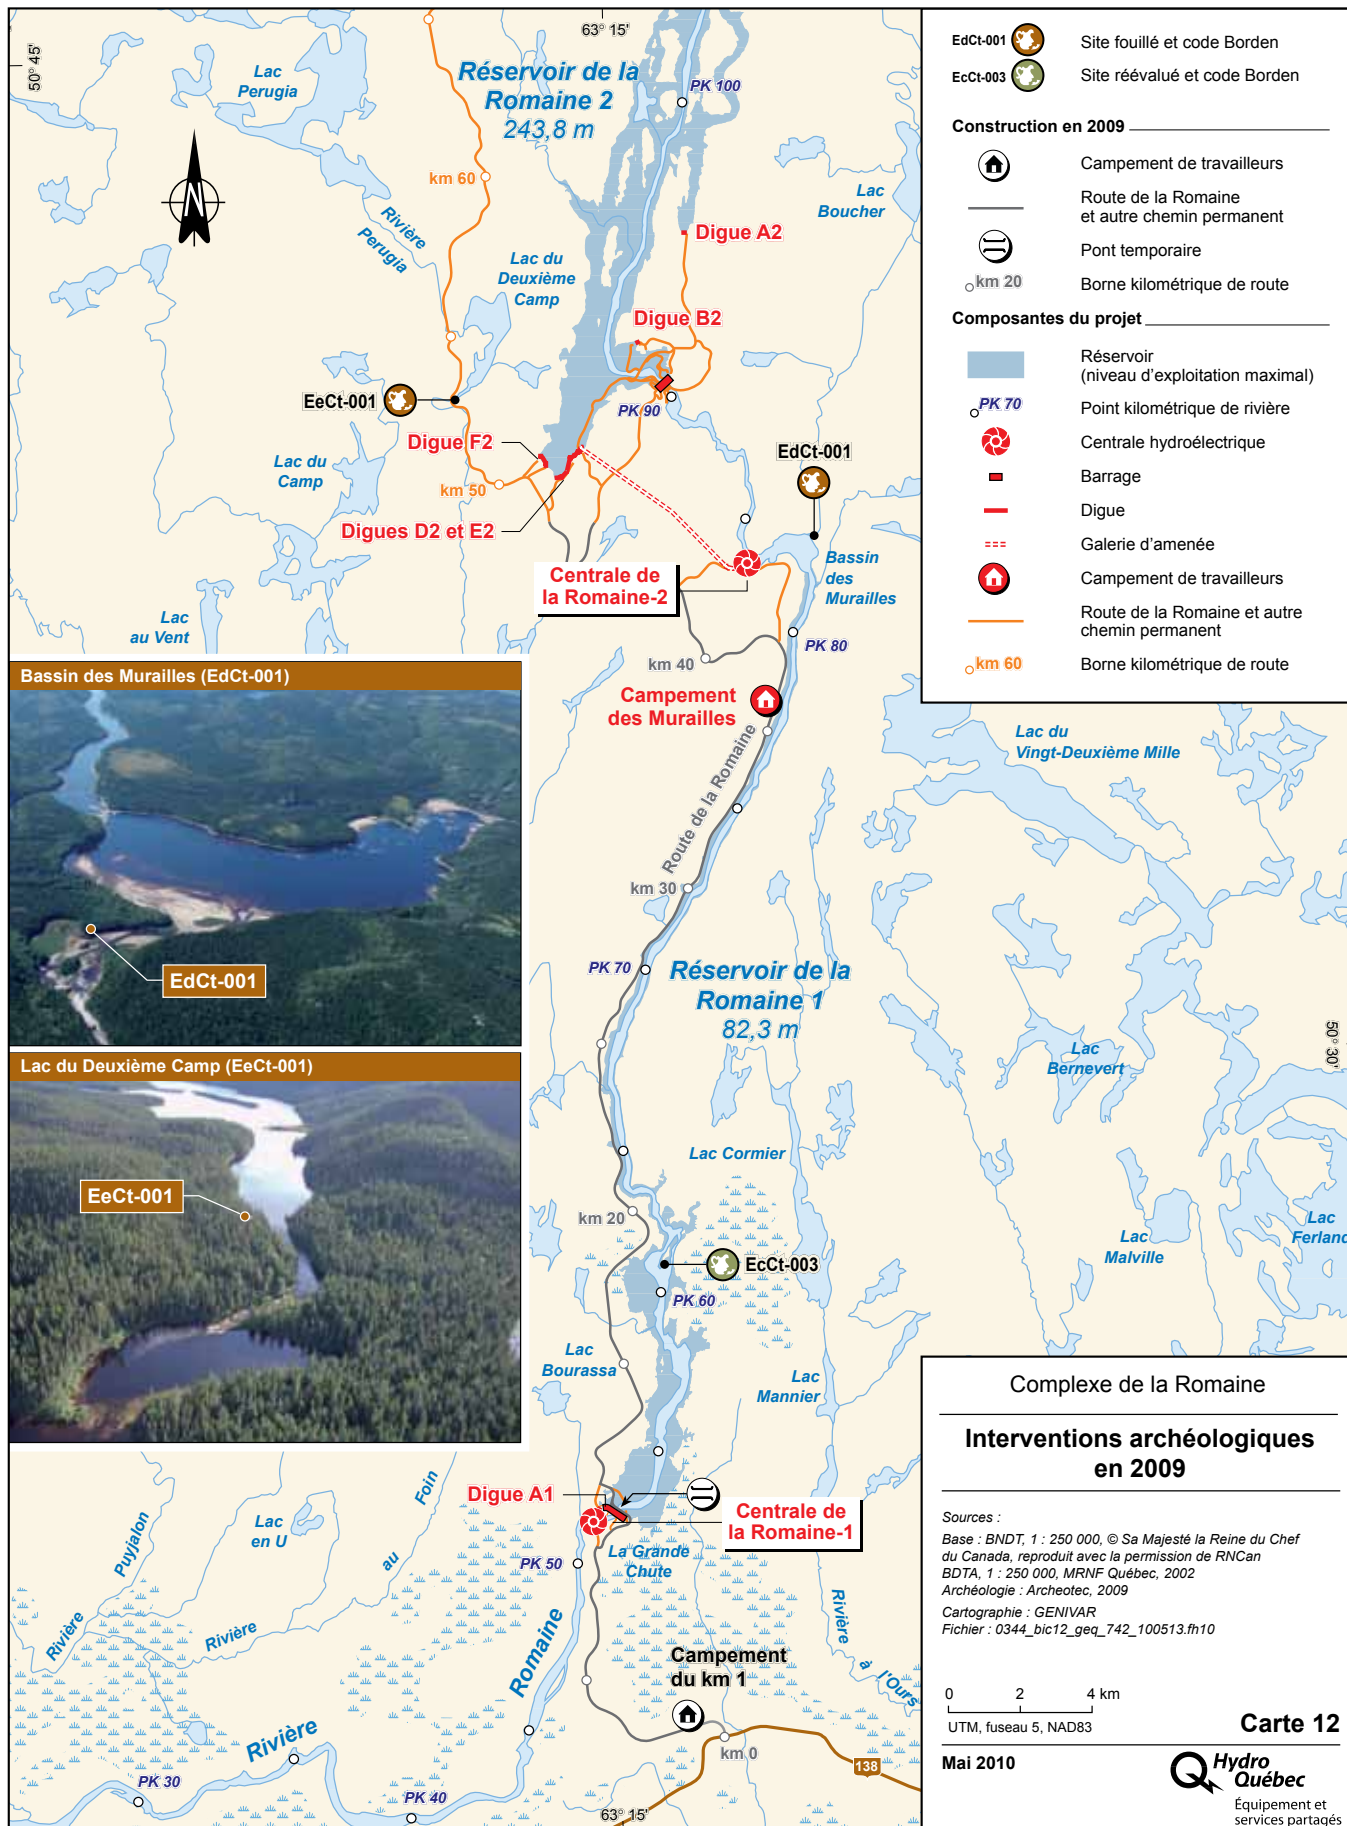 63° 15'
50° 45'
Lac
Perugia
Réservoir de la
Romaine 2
243,8 m
PK 100
km 60
Rivière
Perugia
Lac
Boucher
Digue A2
Lac du
Deuxième
Camp
Digue B2
EeCt-001
PK 90
Digue F2
EdCt-001
Lac du
Camp
km 50
Digues D2 et E2
Bassin
des
Murailles
Centrale de
la Romaine-2
Lac
au Vent
PK 80
km 40
Campement
des Murailles
Route de la Romaine
Lac du
Vingt-Deuxième Mille
km 30
PK 70
Réservoir de la
Romaine 1
82,3 m
50° 30'
Lac
Bernevert
Lac Cormier
km 20
Lac
Ferland
Lac
Malville
EcCt-003
PK 60
Lac
Bourassa
Lac
Mannier
Digue A1
Centrale de
la Romaine-1
Rivière
Puyjalon
Lac
en U
Rivière
au
Foin
PK 50
La Grande
Chute
Rivière
à l'Ours
Romaine
Rivière
Campement
du km 1
km 0
138
PK 30
PK 40
63° 15'
Bassin des Murailles (EdCt-001)
EdCt-001
Lac du Deuxième Camp (EeCt-001)
EeCt-001
EdCt-001 Site fouillé et code Borden
EcCt-003 Site réévalué et code Borden
Construction en 2009
Campement de travailleurs
Route de la Romaine
et autre chemin permanent
Pont temporaire
km 20 Borne kilométrique de route
Composantes du projet
Réservoir
(niveau d'exploitation maximal)
PK 70 Point kilométrique de rivière
Centrale hydroélectrique
Barrage
Digue
Galerie d'amenée
Campement de travailleurs
Route de la Romaine et autre
chemin permanent
km 60 Borne kilométrique de route
Complexe de la Romaine
Interventions archéologiques
en 2009
Sources :
Base : BNDT, 1 : 250 000, © Sa Majesté la Reine du Chef
du Canada, reproduit avec la permission de RNCan
BDTA, 1 : 250 000, MRNF Québec, 2002
Archéologie : Archeotec, 2009
Cartographie : GENIVAR
Fichier : 0344_bic12_geq_742_100513.fh10
0 2 4 km
UTM, fuseau 5, NAD83
Carte 12
Mai 2010
Hydro
Québec
Équipement et
services partagés
N